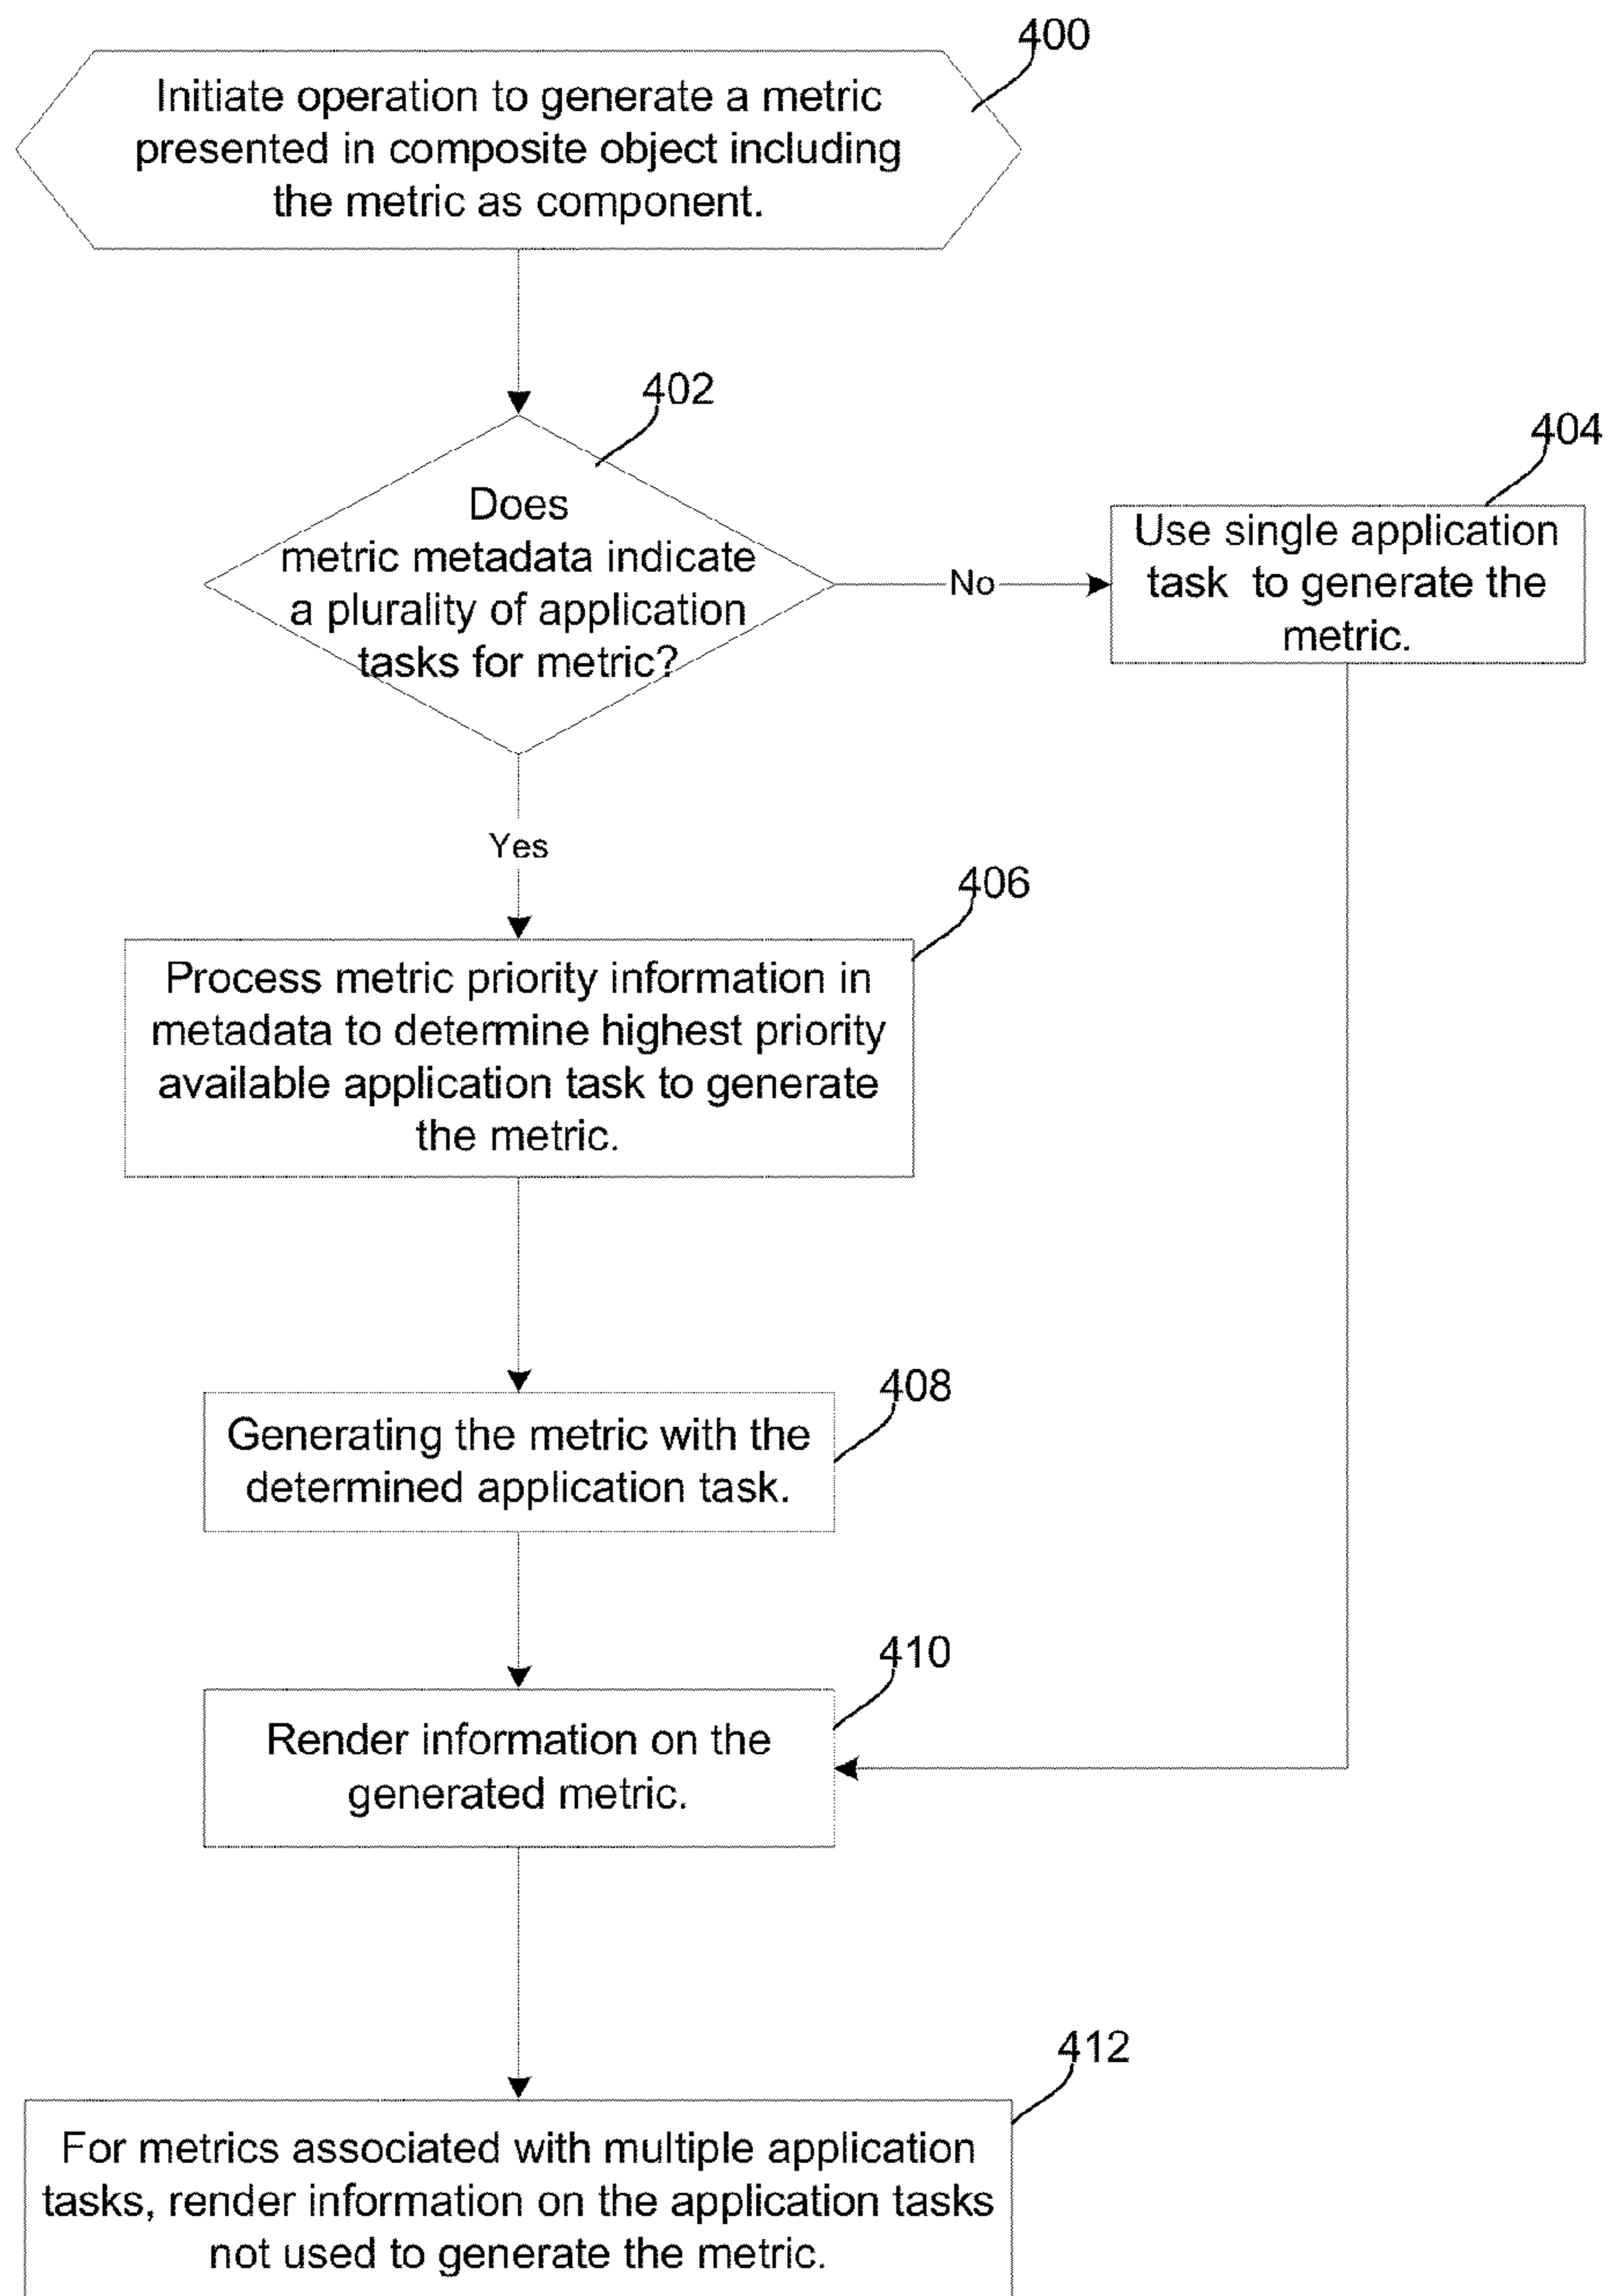 400
Initiate operation to generate a metric
presented in composite object including
the metric as component.
402
Does
metric metadata indicate
a plurality of application
tasks for metric?
No
404
Use single application
task to generate the
metric.
Yes
406
Process metric priority information in
metadata to determine highest priority
available application task to generate
the metric.
408
Generating the metric with the
determined application task.
410
Render information on the
generated metric.
412
For metrics associated with multiple application
tasks, render information on the application tasks
not used to generate the metric.